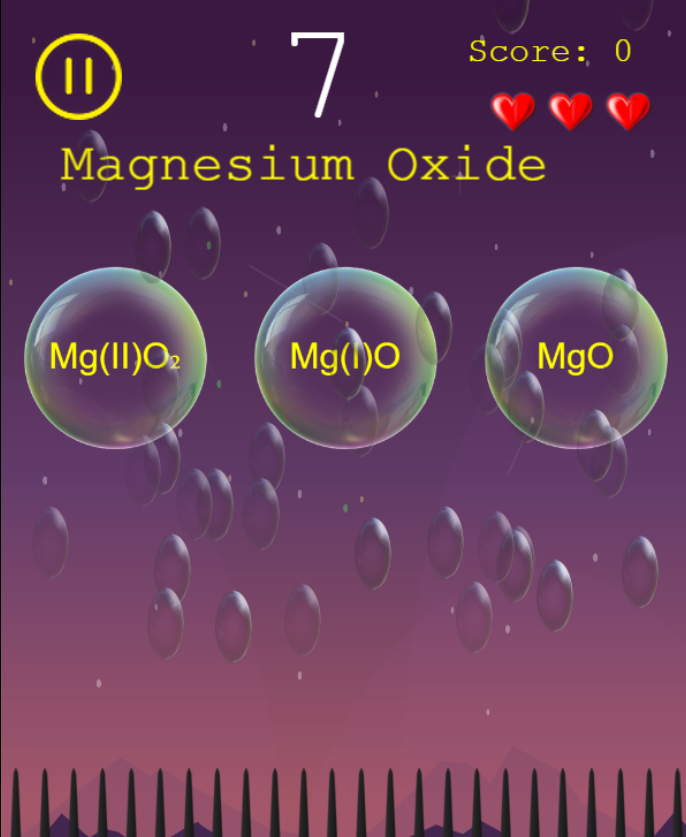 7
Score: 0
Magnesium Oxide
Mg(II)O₂
Mg(I)O
MgO